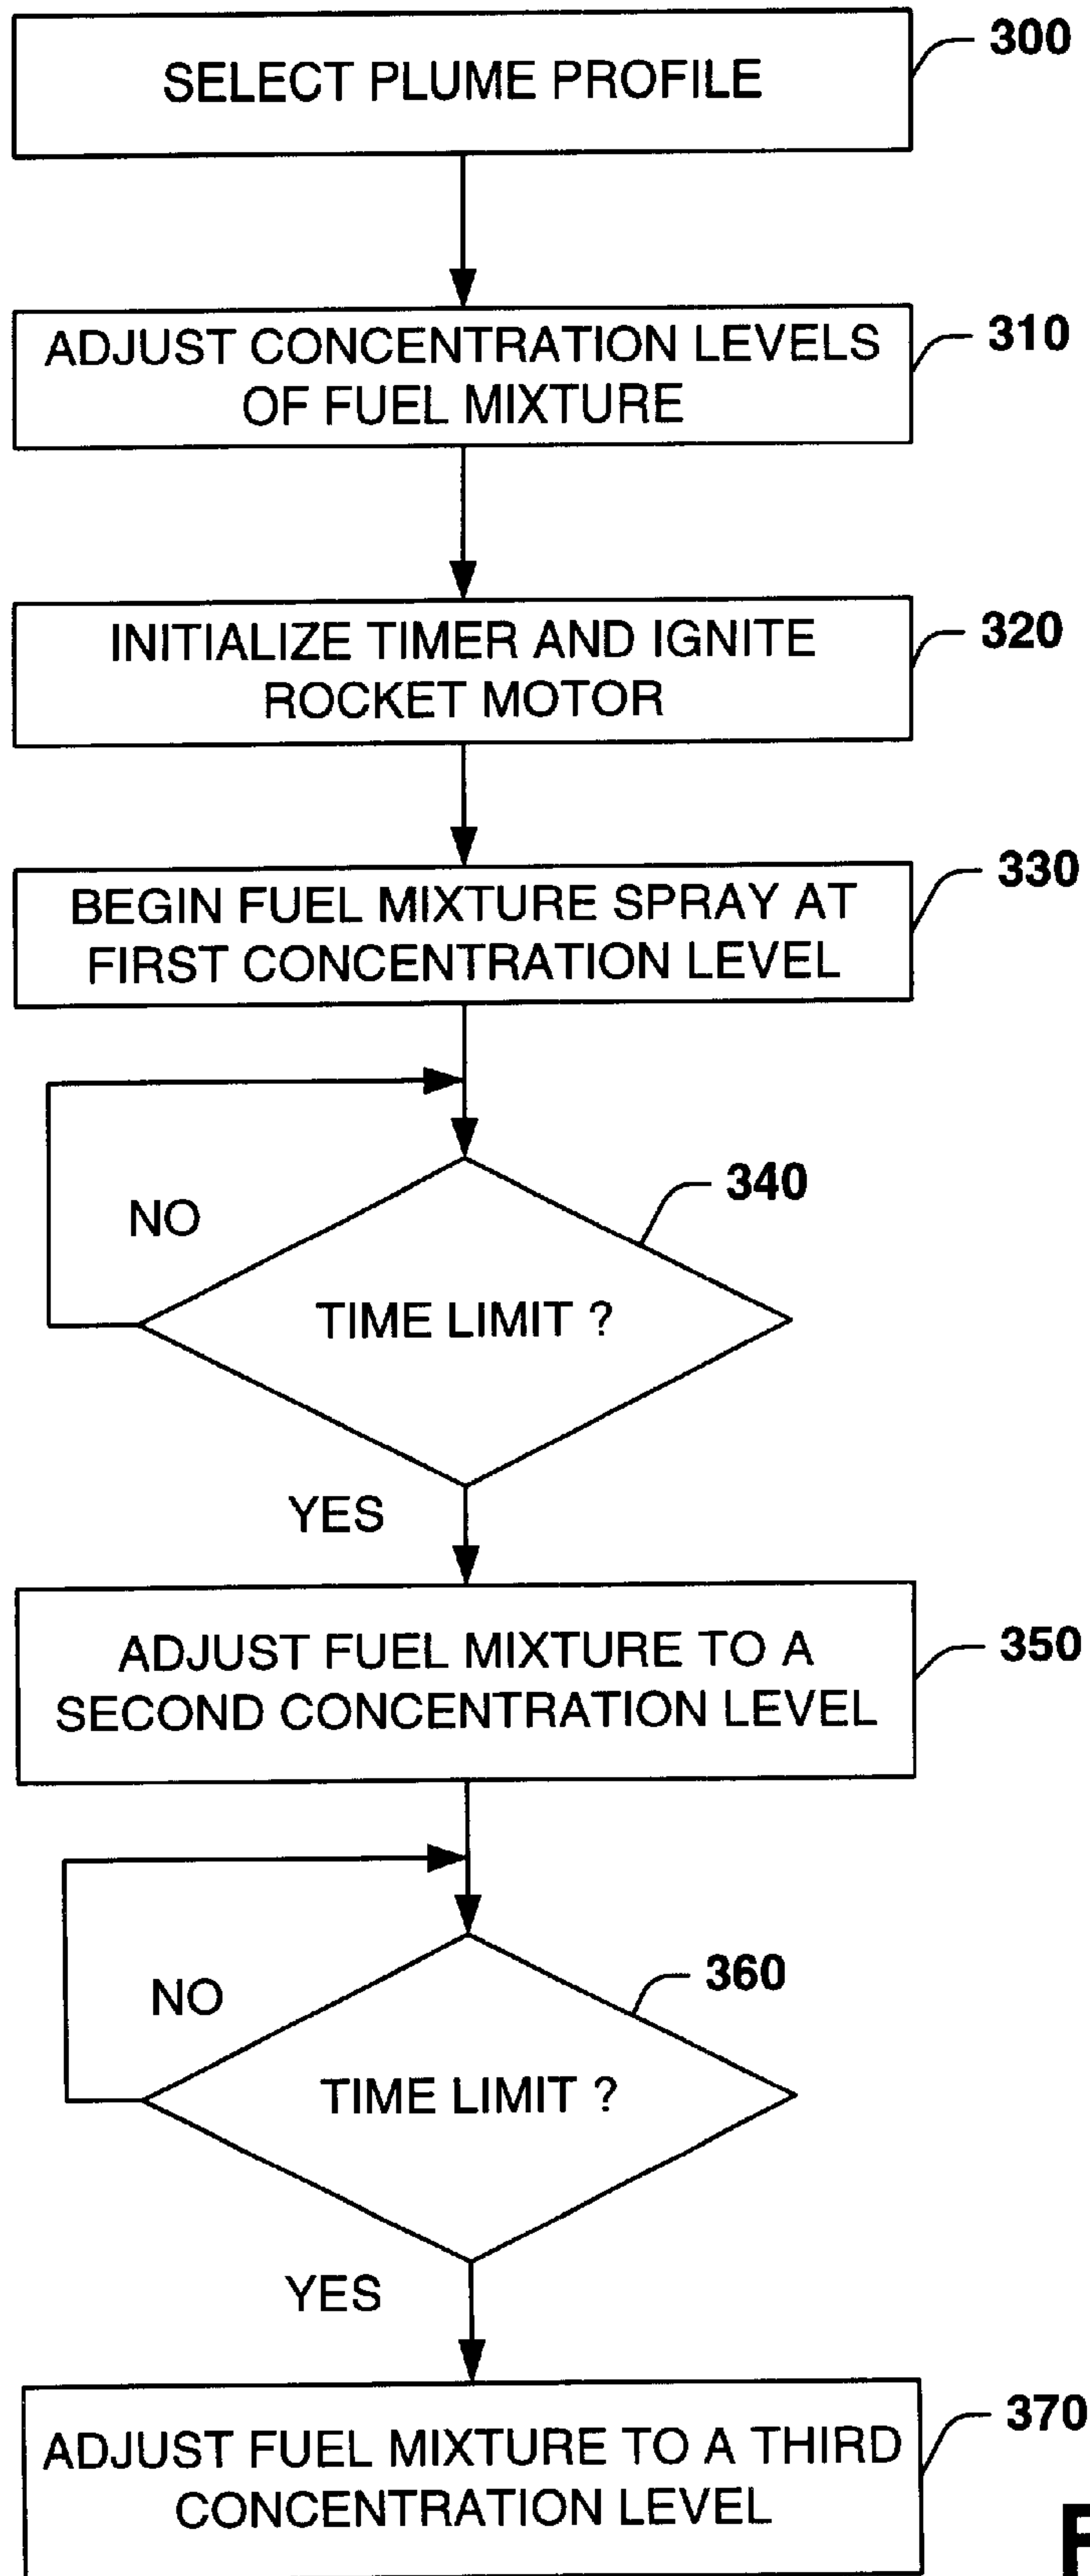 SELECT PLUME PROFILE
300
ADJUST CONCENTRATION LEVELS
OF FUEL MIXTURE
310
INITIALIZE TIMER AND IGNITE
ROCKET MOTOR
320
BEGIN FUEL MIXTURE SPRAY AT
FIRST CONCENTRATION LEVEL
330
340
NO
TIME LIMIT ?
YES
ADJUST FUEL MIXTURE TO A
SECOND CONCENTRATION LEVEL
350
360
NO
TIME LIMIT ?
YES
ADJUST FUEL MIXTURE TO A THIRD
CONCENTRATION LEVEL
370